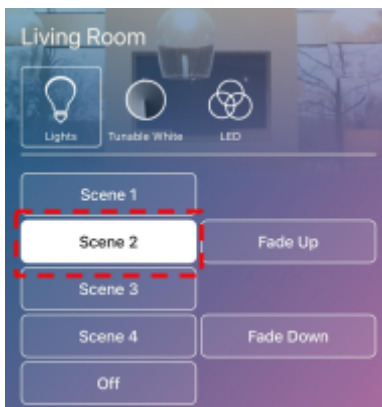 Living Room
Lights Tunable White LED
Scene 1
Scene 2 Fade Up
Scene 3
Scene 4 Fade Down
Off